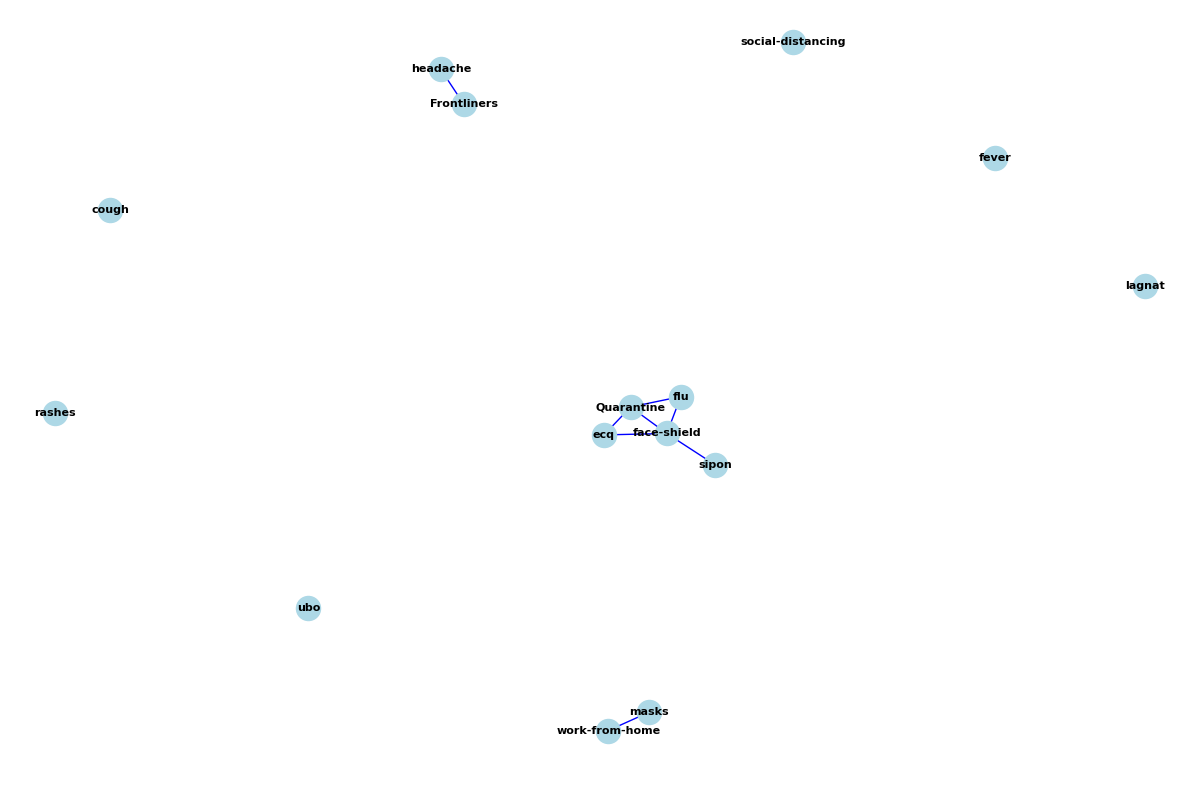 social-distancing
headache
Frontliners
fever
cough
lagnat
flu
Quarantine
rashes
face-shield
ecq
sipon
ubo
masks
work-from-home